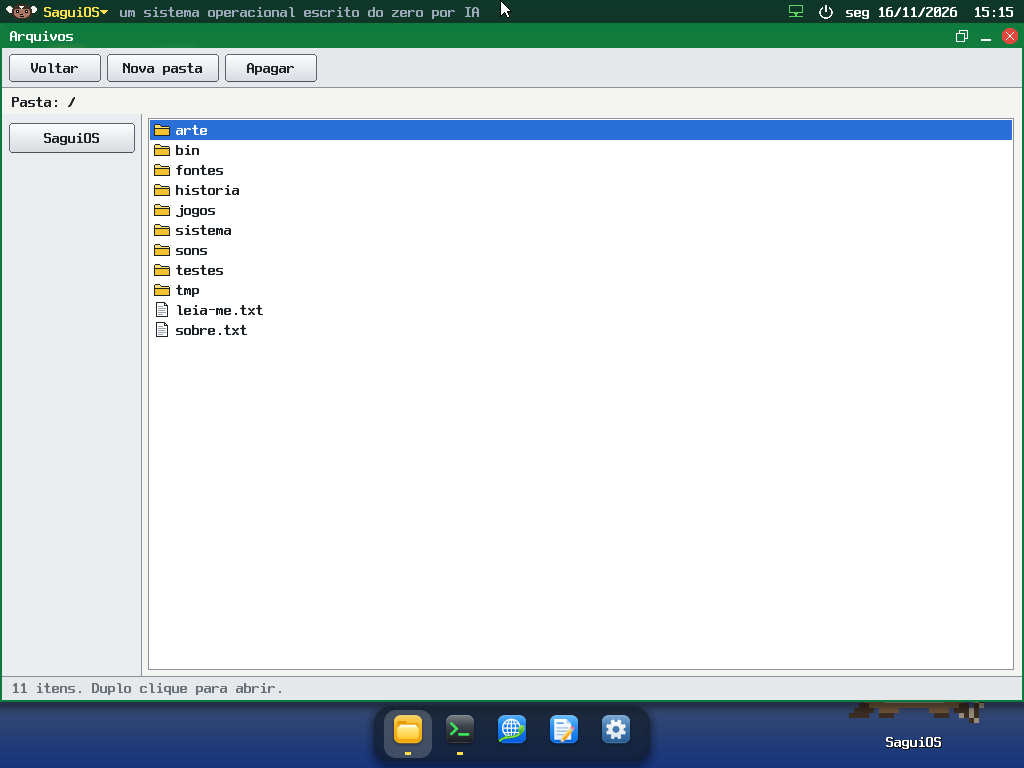 SaguiOS um sistema operacional escrito do zero por IA seg 16/11/2026 15:15
Arquivos
Voltar Nova pasta Apagar
Pasta: /
SaguiOS
arte
bin
fontes
historia
jogos
sistema
sons
testes
tmp
leia-me.txt
sobre.txt
11 itens. Duplo clique para abrir.
SaguiOS